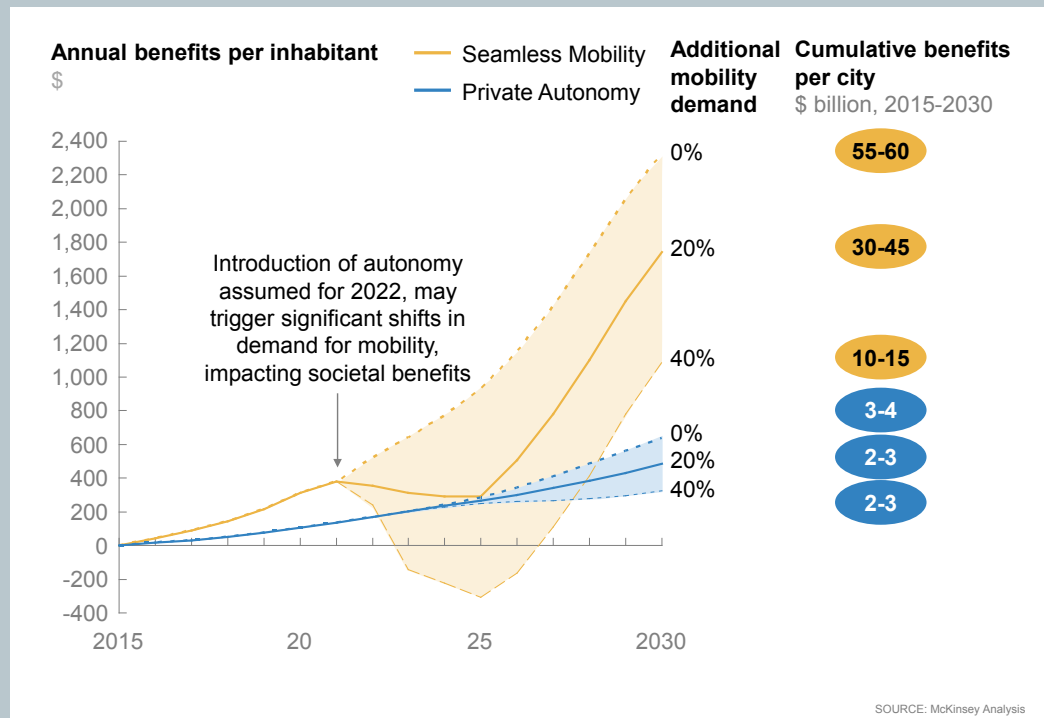 Annual benefits per inhabitant
$
Seamless Mobility
Private Autonomy
Additional
mobility
demand
Cumulative benefits
per city
$ billion, 2015-2030
2,400
2,200
2,000
1,800
1,600
1,400
1,200
1,000
800
600
400
200
0
-200
-400
2015
20
25
2030
Introduction of autonomy
assumed for 2022, may
trigger significant shifts in
demand for mobility,
impacting societal benefits
0%
20%
40%
0%
20%
40%
55-60
30-45
10-15
3-4
2-3
2-3
SOURCE: McKinsey Analysis